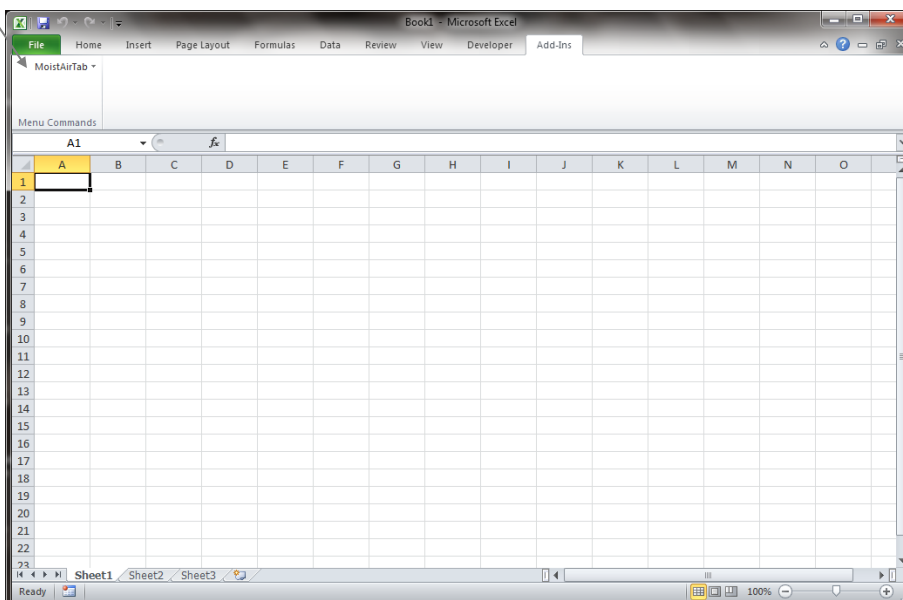 Book1 - Microsoft Excel
File Home Insert Page Layout Formulas Data Review View Developer Add-Ins
MoistAirTab
Menu Commands
A1 fx
A B C D E F G H I J K L M N O
1
2
3
4
5
6
7
8
9
10
11
12
13
14
15
16
17
18
19
20
21
22
23
Sheet1 Sheet2 Sheet3
Ready 100%